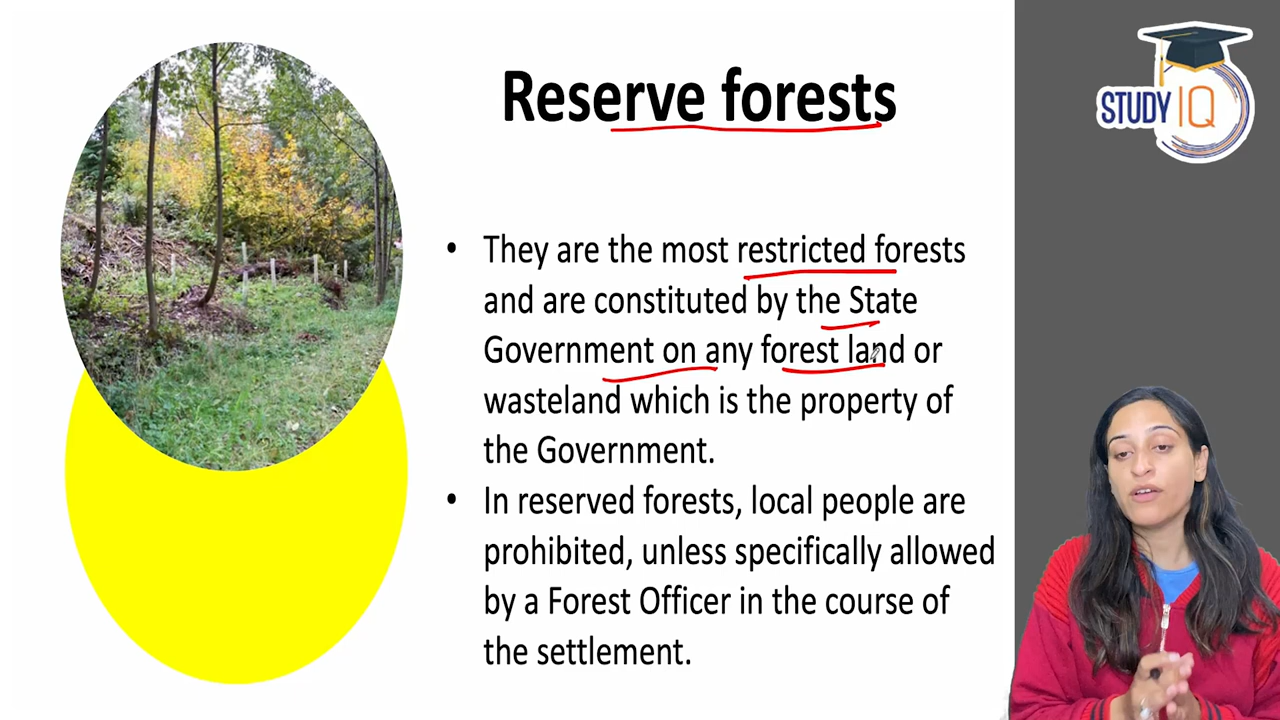 Reserve forests
• They are the most restricted forests
and are constituted by the State
Government on any forest land or
wasteland which is the property of
the Government.
• In reserved forests, local people are
prohibited, unless specifically allowed
by a Forest Officer in the course of
the settlement.
STUDY IQ